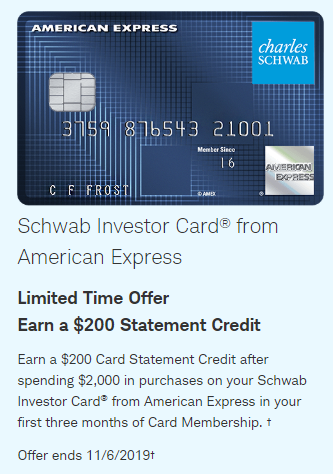 AMERICAN EXPRESS
charles
SCHWAB
3759 876543 21001
Member Since
16
AMERICAN
EXPRESS
C F FROST
© AMEX
®
Schwab Investor Card® from
American Express
Limited Time Offer
Earn a $200 Statement Credit
Earn a $200 Card Statement Credit after
spending $2,000 in purchases on your Schwab
Investor Card® from American Express in your
first three months of Card Membership. †
Offer ends 11/6/2019†